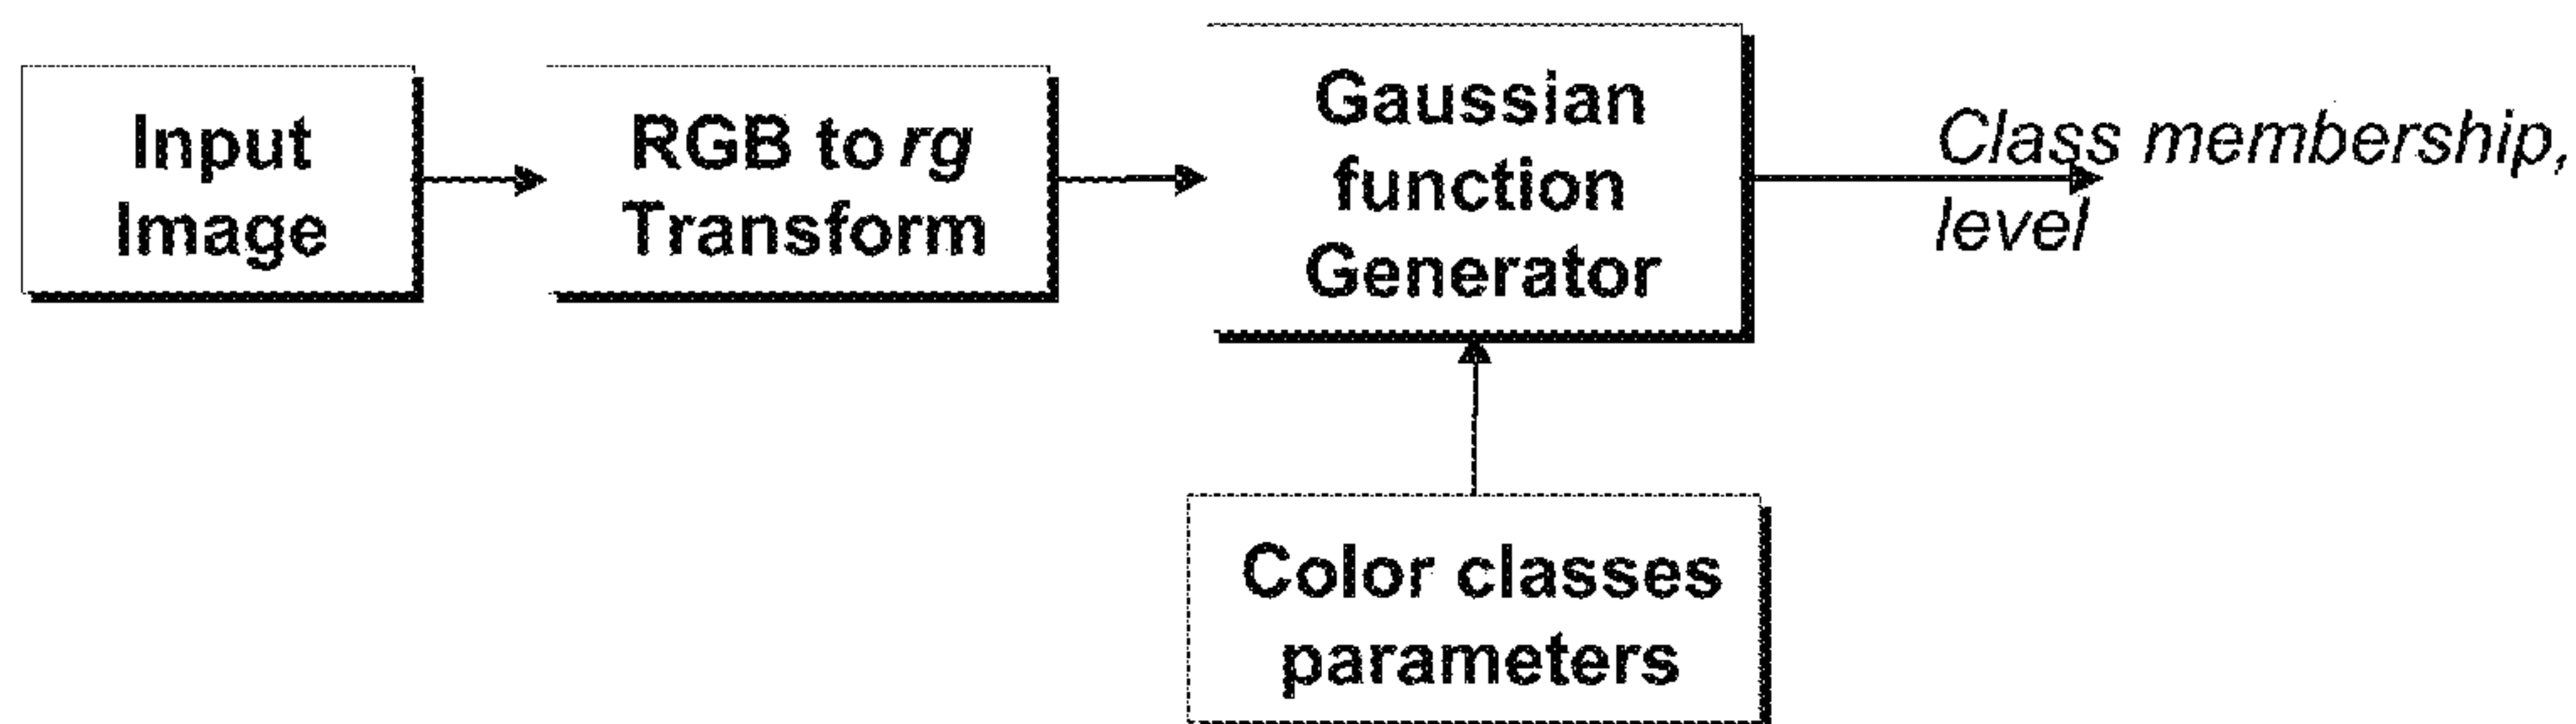 Input
Image
RGB to rg
Transform
Gaussian
function
Generator
Class membership,
level
Color classes
parameters